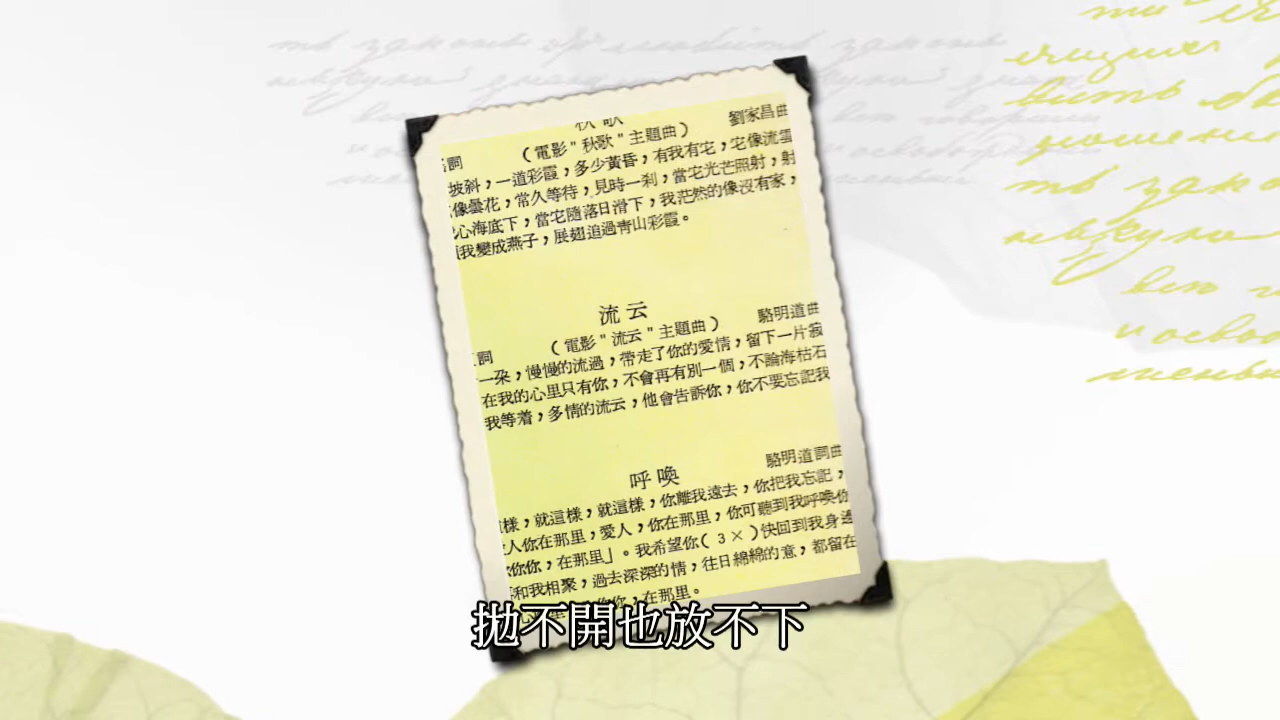 秋歌
詞 （電影"秋歌"主題曲） 劉家昌曲
坡斜，一道彩霞，多少黃昏，有我有它，它像流雲
像曇花，常久等待，見時一刹，當它光芒照射，射
心海底下，當它隨落日滑下，我茫然的像沒有家，
我變成燕子，展翅追過靑山彩霞。
流云
詞 （電影"流云"主題曲） 駱明道曲
一朶，慢慢的流過，帶走了你的愛情，留下一片寂
在我的心里只有你，不會再有別一個，不論海枯石
我等着，多情的流云，他會告訴你，你不要忘記我
呼喚
駱明道詞曲
樣，就這樣，就這樣，你離我遠去，你把我忘記，
人你在那里，愛人，你在那里，你可聽到我呼喚你
你你，在那里」。我希望你（3×）快回到我身邊
和我相聚，過去深深的情，往日綿綿的意，都留在
你，在那里。
拋不開也放不下